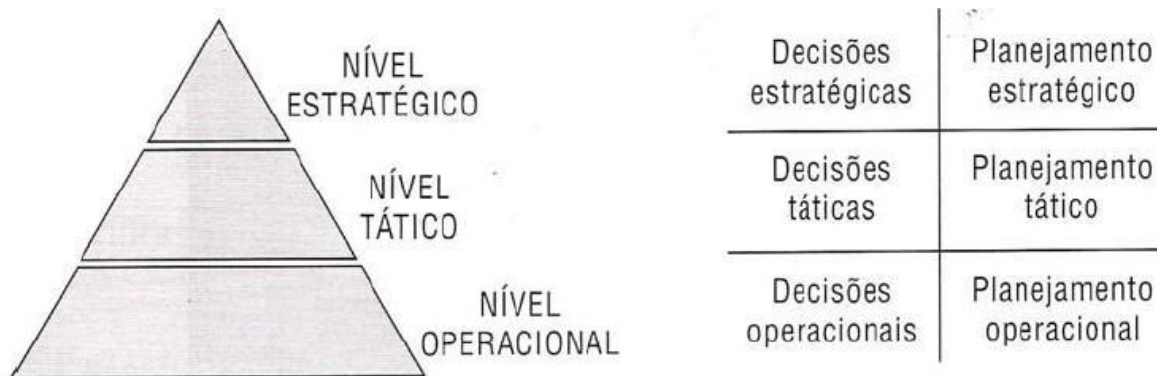 NÍVEL
ESTRATÉGICO
NÍVEL
TÁTICO
NÍVEL
OPERACIONAL
Decisões
estratégicas
Planejamento
estratégico
Decisões
táticas
Planejamento
tático
Decisões
operacionais
Planejamento
operacional